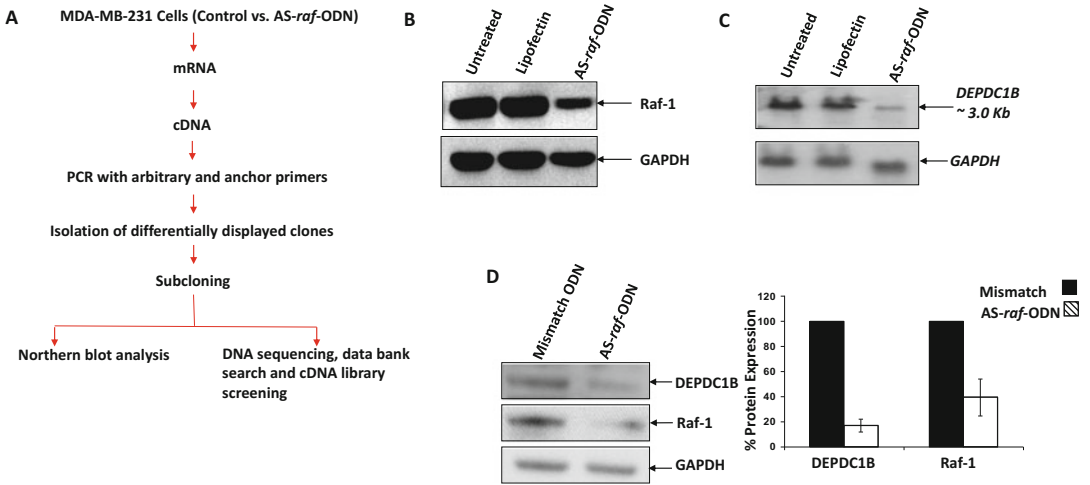 A
MDA-MB-231 Cells (Control vs. AS-raf-ODN)
mRNA
cDNA
PCR with arbitrary and anchor primers
Isolation of differentially displayed clones
Subcloning
Northern blot analysis
DNA sequencing, data bank
search and cDNA library
screening
B
Untreated
Lipofectin
AS-raf-ODN
Raf-1
GAPDH
C
Untreated
Lipofectin
AS-raf-ODN
DEPDC1B
~ 3.0 Kb
GAPDH
D
Mismatch ODN
AS-raf-ODN
DEPDC1B
Raf-1
GAPDH
% Protein Expression
120
100
80
60
40
20
0
DEPDC1B
Raf-1
Mismatch
AS-raf-ODN